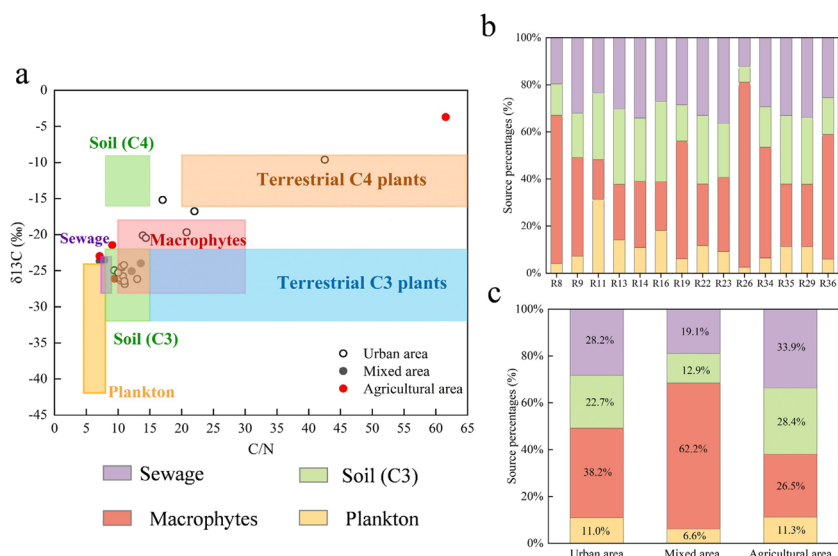 a
0
-5
-10
-15
-20
-25
-30
-35
-40
-45
δ13C (‰)
Soil (C4)
Terrestrial C4 plants
Sewage
Macrophytes
Terrestrial C3 plants
Soil (C3)
Plankton
Urban area
Mixed area
Agricultural area
0 5 10 15 20 25 30 35 40 45 50 55 60 65
C/N
Sewage
Soil (C3)
Macrophytes
Plankton
b
100%
80%
60%
40%
20%
0%
Source percentages (%)
R8 R9 R11 R13 R14 R16 R19 R22 R23 R26 R34 R35 R29 R36
c
100%
80%
60%
40%
20%
0%
Source percentages (%)
28.2% 19.1% 33.9%
22.7% 12.9% 28.4%
38.2% 62.2% 26.5%
11.0% 6.6% 11.3%
Urban area Mixed area Agricultural area